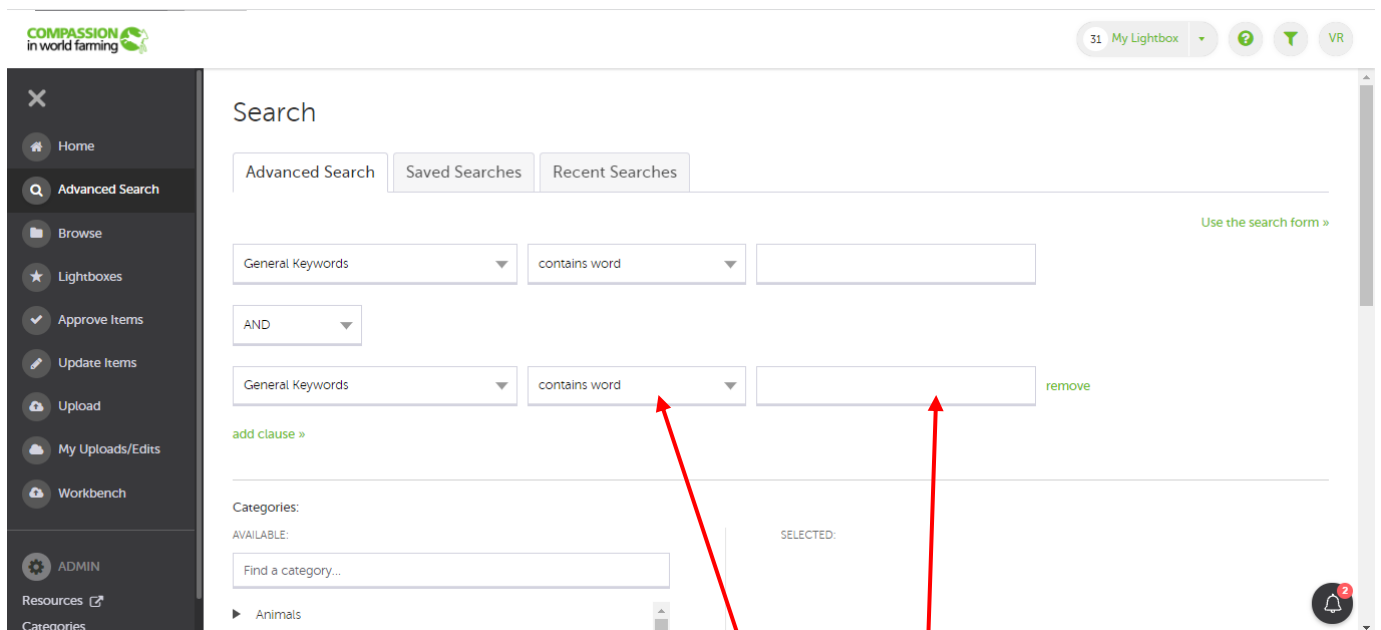 COMPASSION
in world farming
31 My Lightbox
VR
Home
Advanced Search
Browse
Lightboxes
Approve Items
Update Items
Upload
My Uploads/Edits
Workbench
ADMIN
Resources
Categories
Search
Advanced Search Saved Searches Recent Searches
Use the search form »
General Keywords contains word
AND
General Keywords contains word remove
add clause »
Categories:
AVAILABLE: SELECTED:
Find a category...
Animals
2